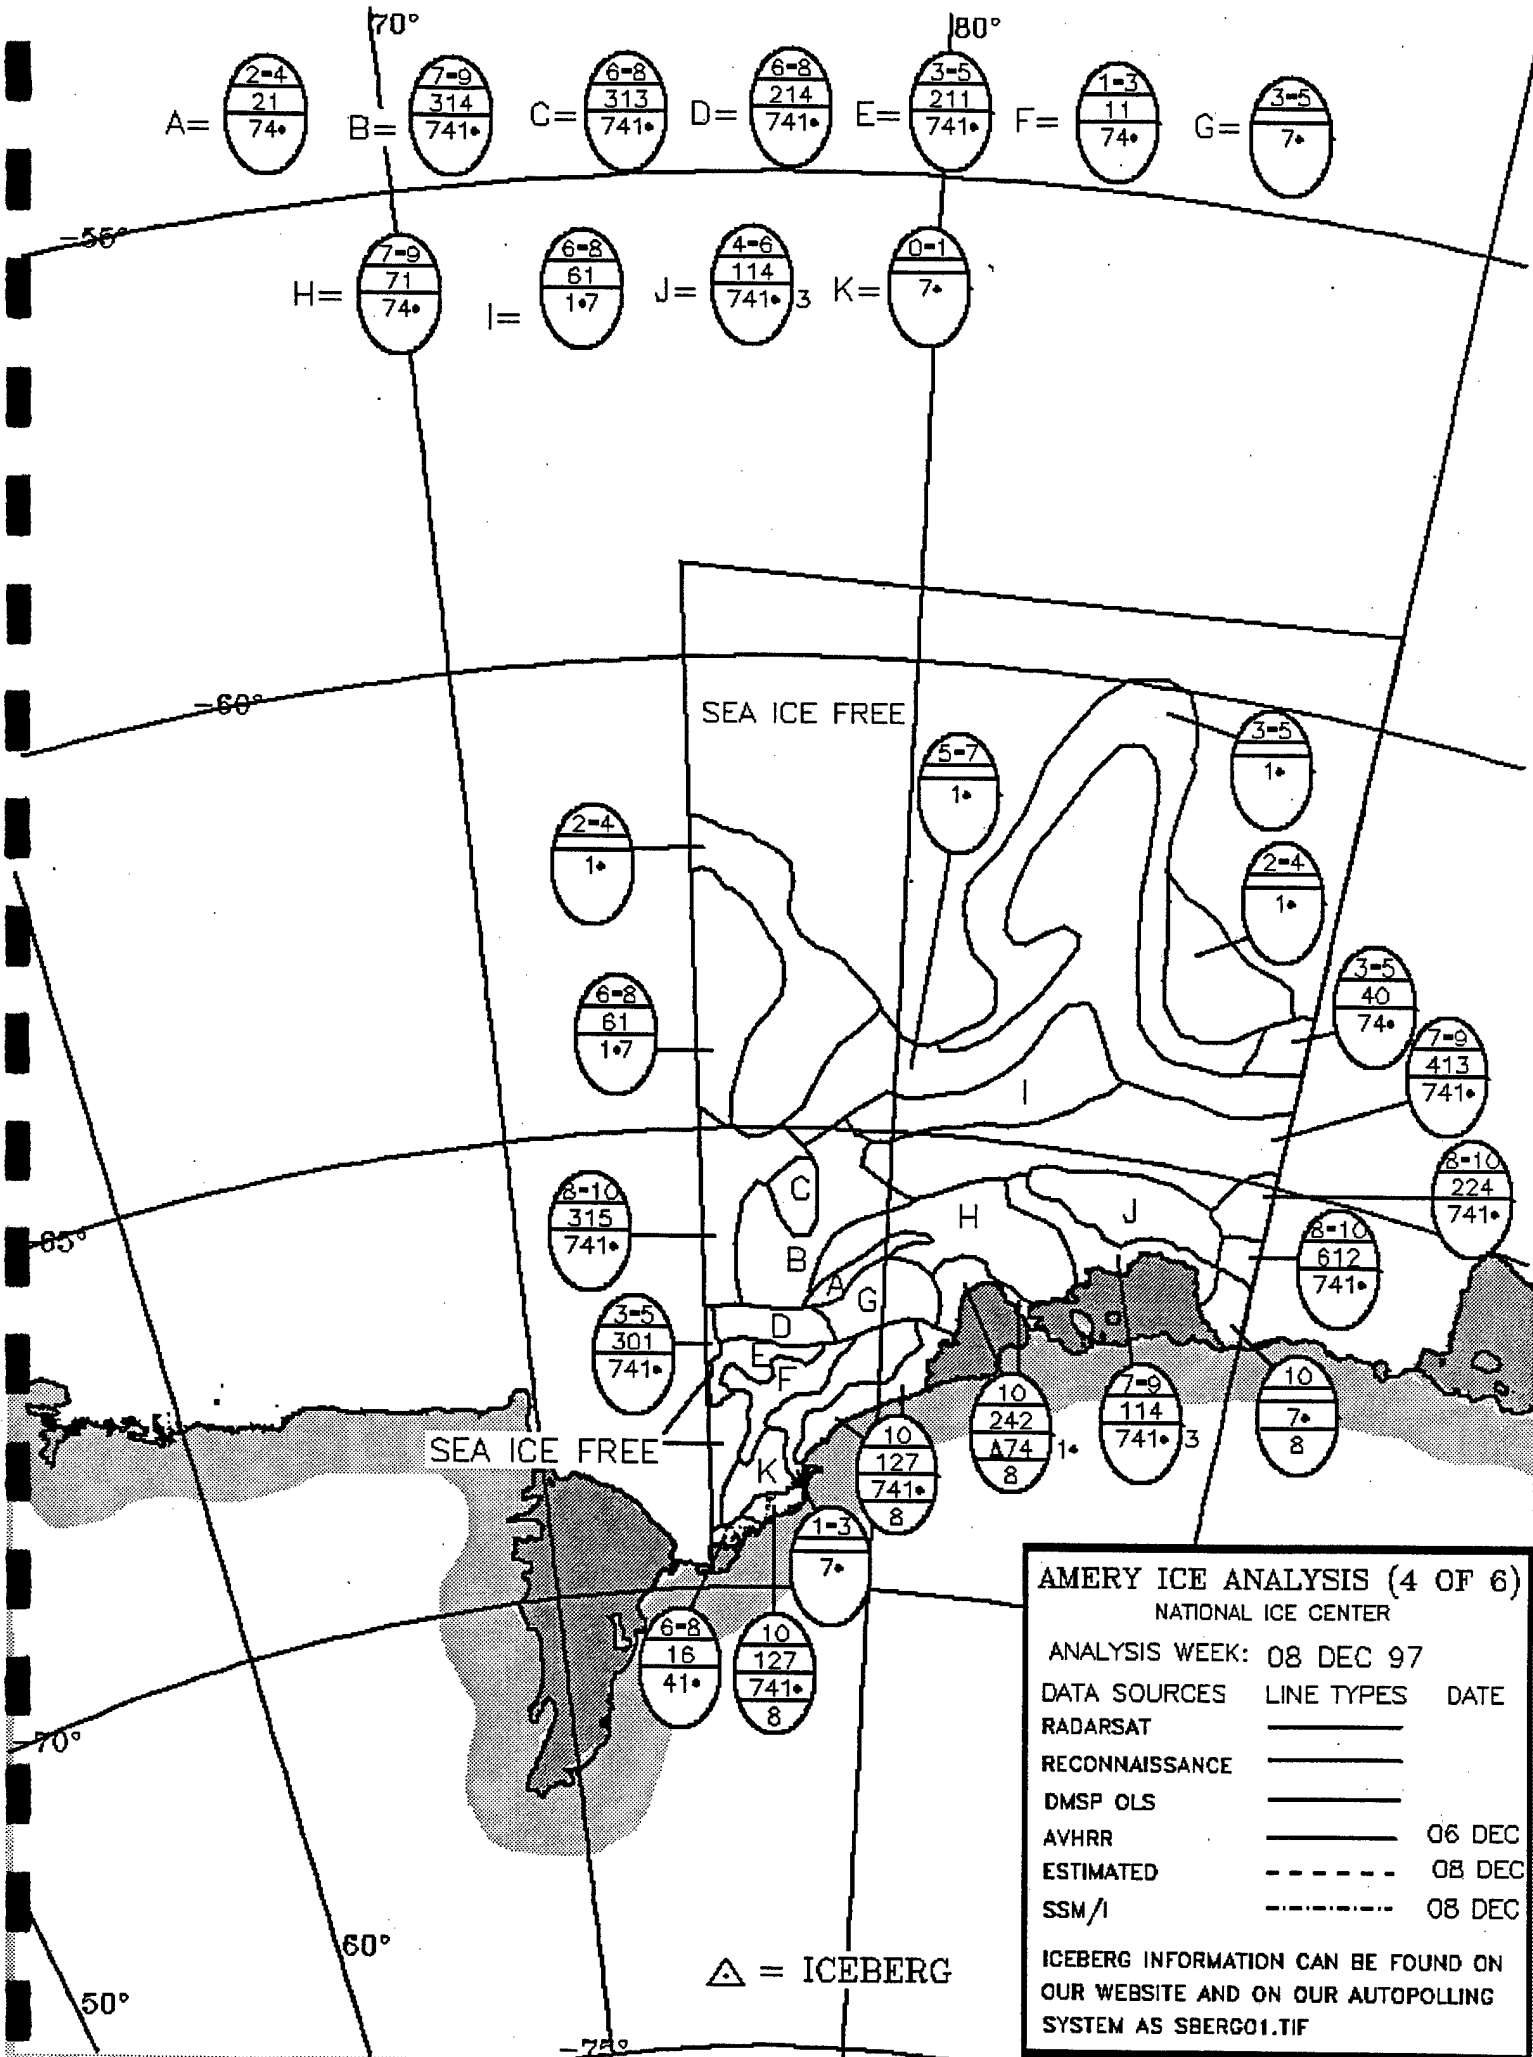 70°
80°
A=
2-4
21
74•
B=
7-9
314
741•
C=
6-8
313
741•
D=
6-8
214
741•
E=
3-5
211
741•
F=
1-3
11
74•
G=
3-5
7•
-55°
H=
7-9
71
74•
I=
6-8
61
1•7
J=
4-6
114
741•
3
K=
0-1
7•
-60°
SEA ICE FREE
3-5
1•
5-7
1•
2-4
1•
2-4
1•
3-5
40
74•
6-8
61
1•7
7-9
413
741•
I
8-10
224
741•
C
8-10
315
741•
H
J
-65°
8-10
612
741•
B
A
G
3-5
301
741•
D
E
F
10
242
Δ74
8
1•
7-9
114
741•
3
10
7•
8
SEA ICE FREE
10
127
741•
8
K
1-3
7•
6-8
16
41•
10
127
741•
8
-70°
60°
50°
-75°
△ = ICEBERG
AMERY ICE ANALYSIS (4 OF 6)
NATIONAL ICE CENTER
ANALYSIS WEEK: 08 DEC 97
DATA SOURCES LINE TYPES DATE
RADARSAT
RECONNAISSANCE
DMSP OLS
AVHRR 06 DEC
ESTIMATED 08 DEC
SSM/I 08 DEC
ICEBERG INFORMATION CAN BE FOUND ON
OUR WEBSITE AND ON OUR AUTOPOLLING
SYSTEM AS SBERG01.TIF